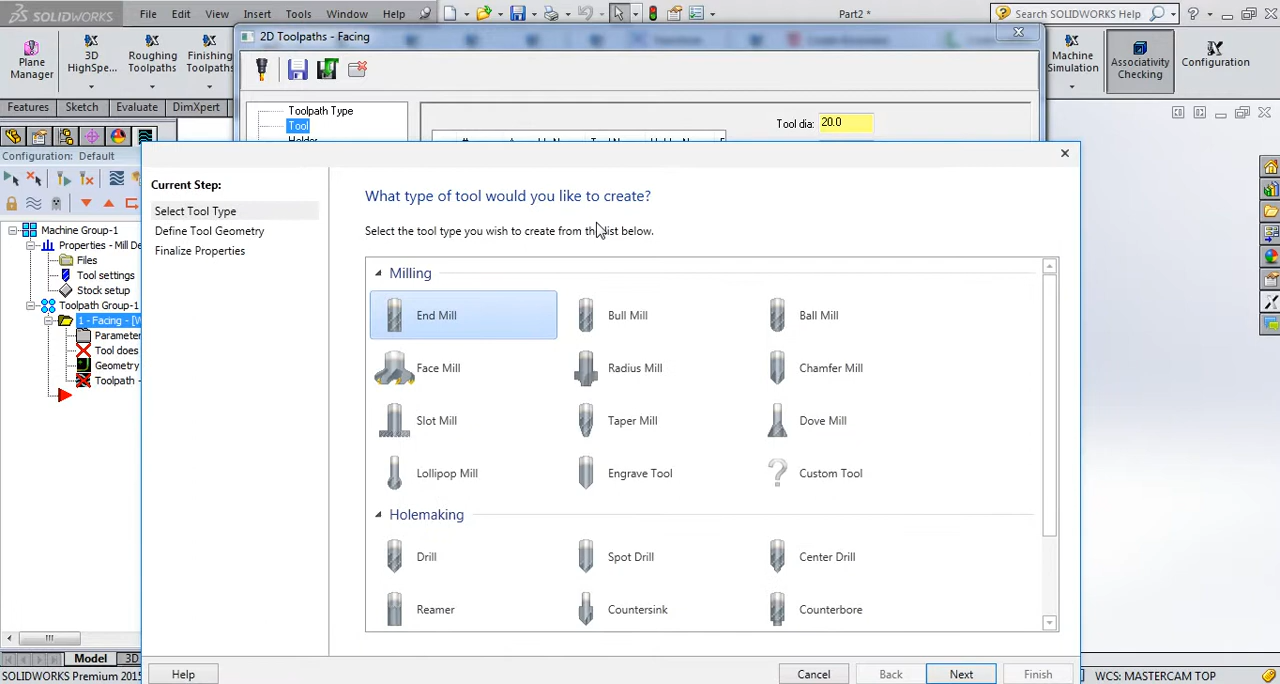 SOLIDWORKS File Edit View Insert Tools Window Help Part2 * Search SOLIDWORKS Help
2D Toolpaths - Facing
Plane Manager
3D HighSpe...
Roughing Toolpaths
Finishing Toolpaths
Machine Simulation
Associativity Checking
Configuration
Features Sketch Evaluate DimXpert
Toolpath Type
Tool
Tool dia: 20.0
Configuration: Default
Machine Group-1
Properties - Mill De
Files
Tool settings
Stock setup
Toolpath Group-1
1 - Facing - [W
Parameter
Tool does
Geometry
Toolpath -
Current Step:
Select Tool Type
Define Tool Geometry
Finalize Properties
What type of tool would you like to create?
Select the tool type you wish to create from the list below.
Milling
End Mill Bull Mill Ball Mill
Face Mill Radius Mill Chamfer Mill
Slot Mill Taper Mill Dove Mill
Lollipop Mill Engrave Tool Custom Tool
Holemaking
Drill Spot Drill Center Drill
Reamer Countersink Counterbore
Help Cancel Back Next Finish
Model 3D
SOLIDWORKS Premium 2015 WCS: MASTERCAM TOP